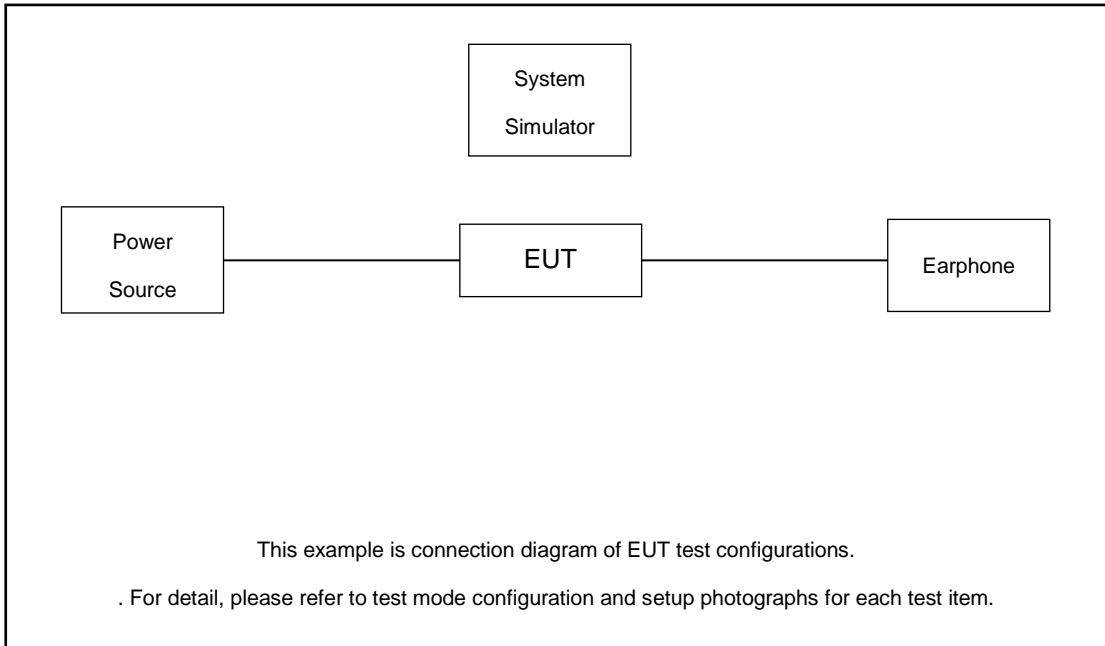 System
Simulator
Power
Source
EUT
Earphone
This example is connection diagram of EUT test configurations.
. For detail, please refer to test mode configuration and setup photographs for each test item.